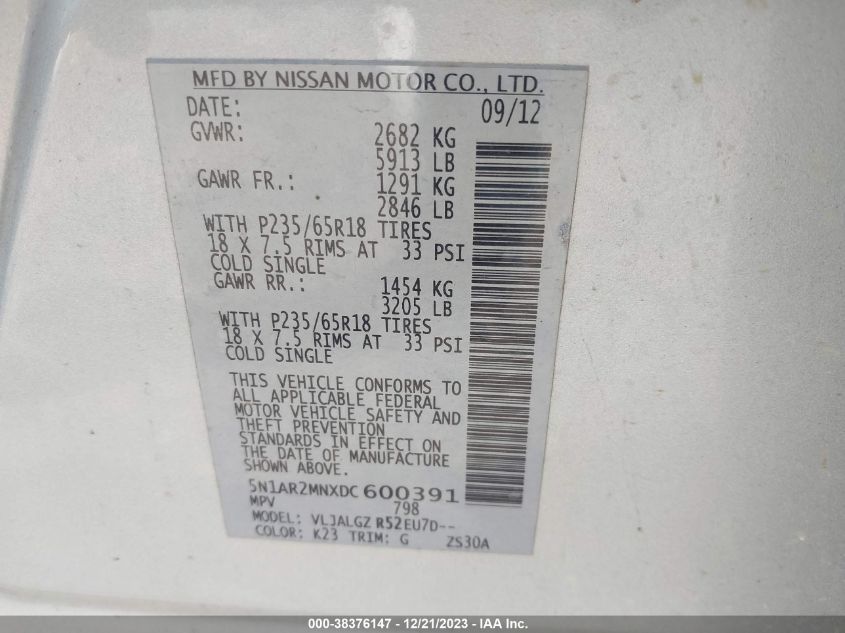 MFD BY NISSAN MOTOR CO., LTD.
DATE: 09/12
GVWR: 2682 KG
5913 LB
GAWR FR.: 1291 KG
2846 LB
WITH P235/65R18 TIRES
18 X 7.5 RIMS AT 33 PSI
COLD SINGLE
GAWR RR.: 1454 KG
3205 LB
WITH P235/65R18 TIRES
18 X 7.5 RIMS AT 33 PSI
COLD SINGLE
THIS VEHICLE CONFORMS TO
ALL APPLICABLE FEDERAL
MOTOR VEHICLE SAFETY AND
THEFT PREVENTION
STANDARDS IN EFFECT ON
THE DATE OF MANUFACTURE
SHOWN ABOVE.
5N1AR2MNXDC 600391
MPV 798
MODEL: VLJALGZ R52EU7D--
COLOR: K23 TRIM: G ZS30A
000-38376147 - 12/21/2023 - IAA Inc.